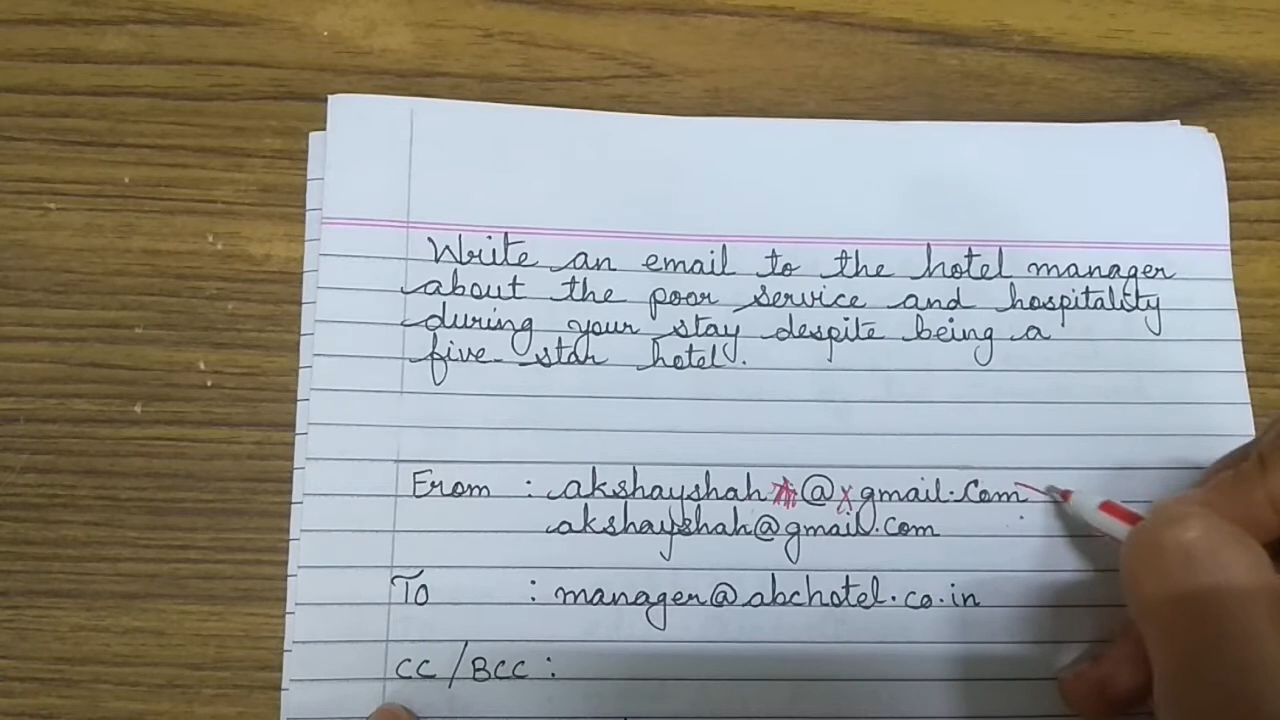 Write an email to the hotel manager
about the poor service and hospitality
during your stay despite being a
five star hotel.
From : akshayshah @ gmail.com
akshayshah@gmail.com
To : manager@abchotel.co.in
CC/BCC :